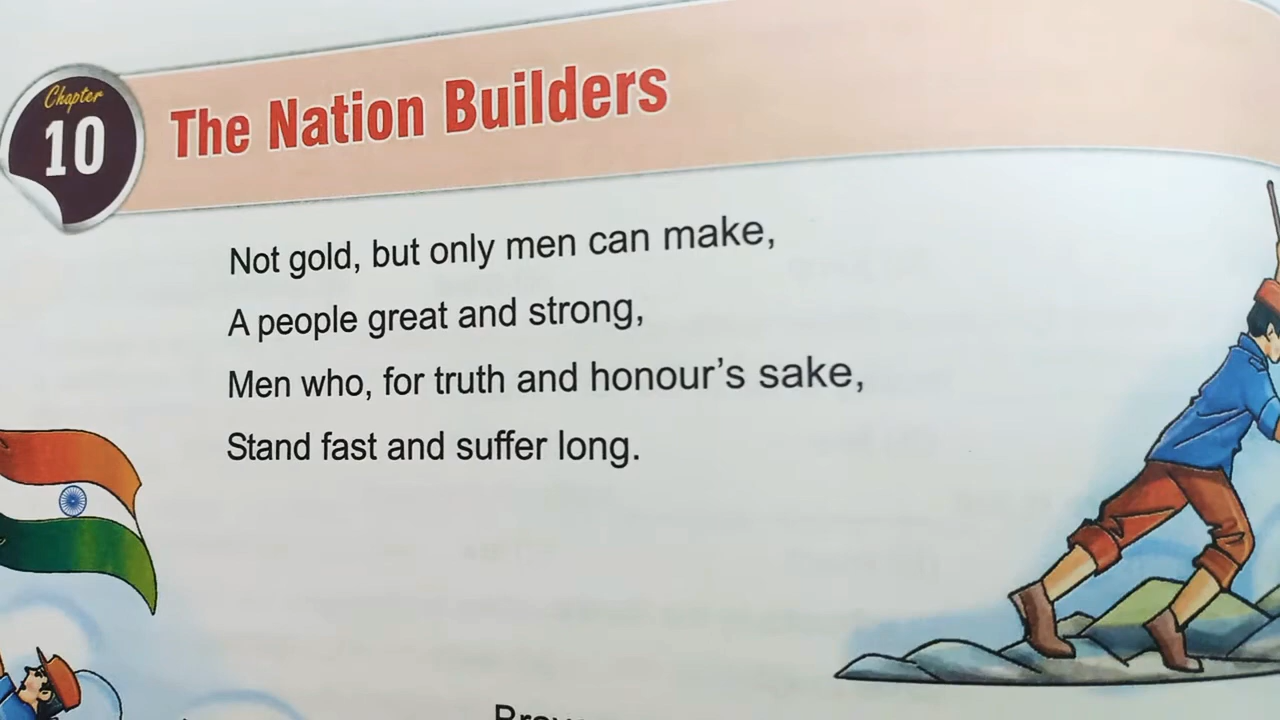 Chapter
10
The Nation Builders
Not gold, but only men can make,
A people great and strong,
Men who, for truth and honour's sake,
Stand fast and suffer long.